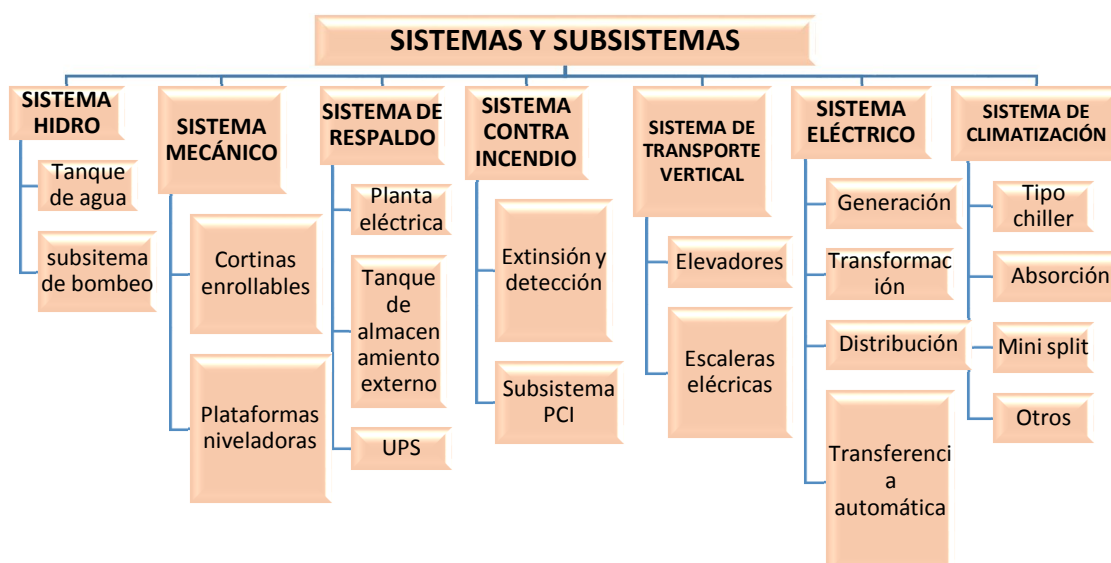 SISTEMAS Y SUBSISTEMAS
SISTEMA
HIDRO
Tanque
de agua
subsitema
de bombeo
SISTEMA
MECÁNICO
Cortinas
enrollables
Plataformas
niveladoras
SISTEMA DE
RESPALDO
Planta
eléctrica
Tanque
de
almacen
amiento
externo
UPS
SISTEMA
CONTRA
INCENDIO
Extinsión y
detección
Subsistema
PCI
SISTEMA DE
TRANSPORTE
VERTICAL
Elevadores
Escaleras
elécricas
SISTEMA
ELÉCTRICO
Generación
Transformac
ión
Distribución
Transferenci
a
automática
SISTEMA DE
CLIMATIZACIÓN
Tipo
chiller
Absorción
Mini split
Otros